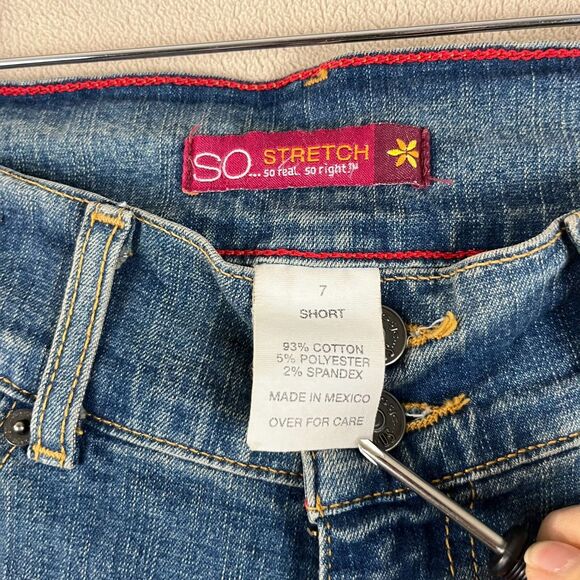 SO STRETCH
... so real. so right!™
7
SHORT
93% COTTON
5% POLYESTER
2% SPANDEX
MADE IN MEXICO
OVER FOR CARE